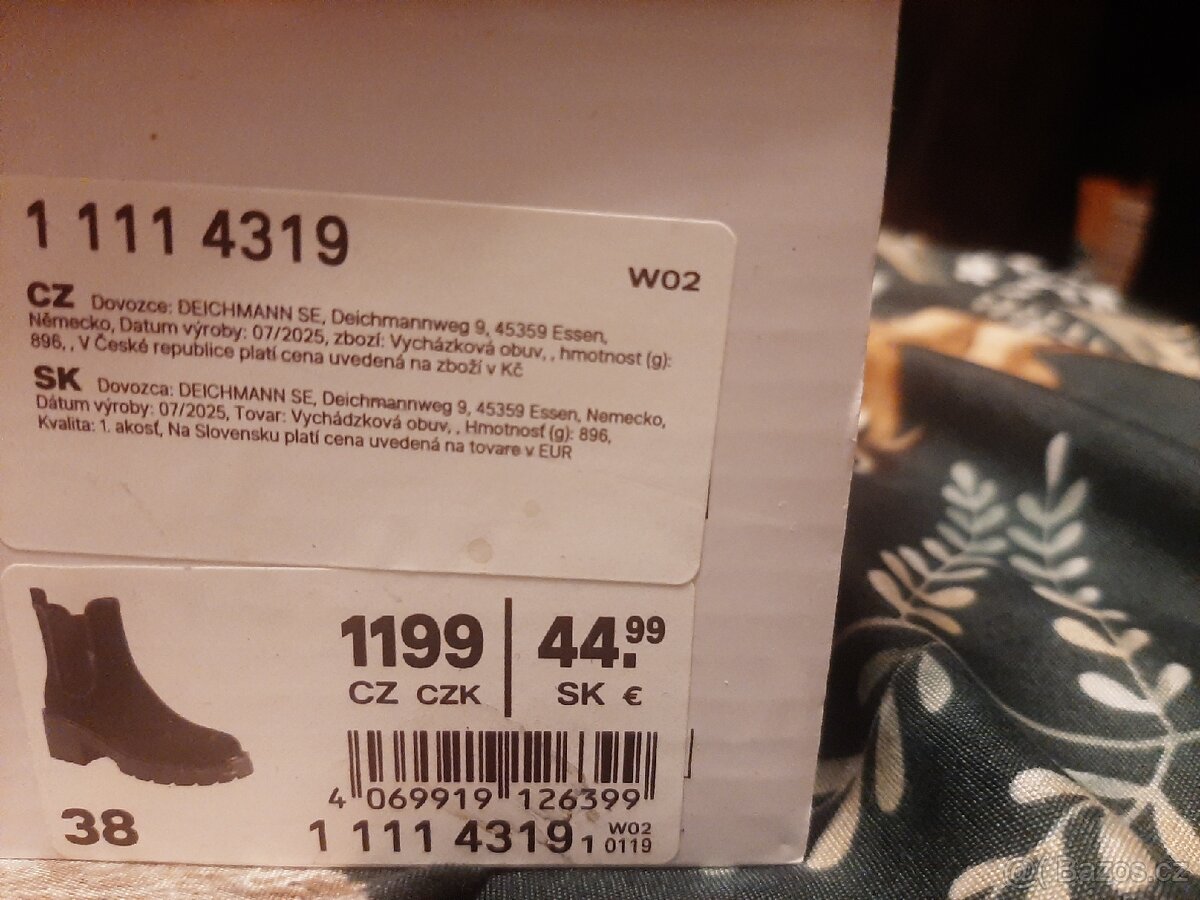 1 111 4319
W02
CZ Dovozce: DEICHMANN SE, Deichmannweg 9, 45359 Essen,
Německo, Datum výroby: 07/2025, zboží: Vycházková obuv, , hmotnost (g):
896, , V České republice platí cena uvedená na zboží v Kč
SK Dovozca: DEICHMANN SE, Deichmannweg 9, 45359 Essen, Nemecko,
Dátum výroby: 07/2025, Tovar: Vychádzková obuv, , Hmotnosť (g): 896,
Kvalita: 1. akosť, Na Slovensku platí cena uvedená na tovare v EUR
1199 44.99
CZ CZK SK €
4 069919 126399
38
1 111 4319 1 W02
0119
Bazos.cz